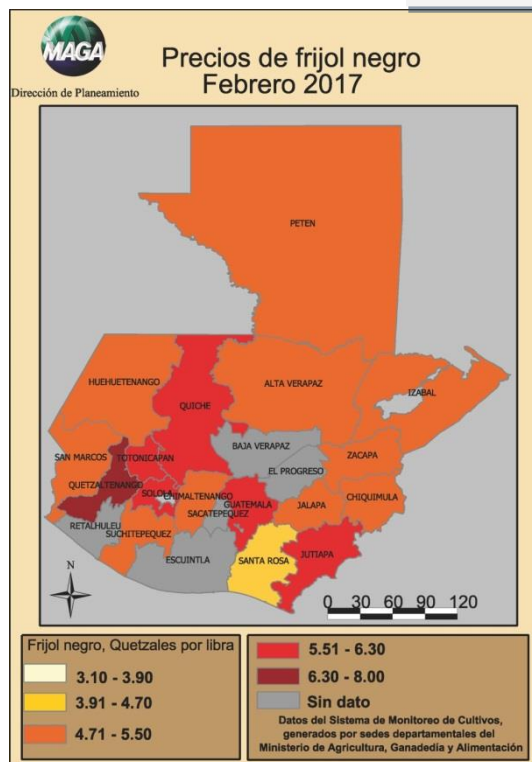 MAGA
Dirección de Planeamiento
Precios de frijol negro
Febrero 2017
PETEN
HUEHUETENANGO
QUICHE
ALTA VERAPAZ
IZABAL
SAN MARCOS
TOTONICAPAN
BAJA VERAPAZ
ZACAPA
EL PROGRESO
QUETZALTENANGO
SOLOLA
CHIMALTENANGO
GUATEMALA
CHIQUIMULA
SACATEPEQUEZ
JALAPA
RETALHULEU
SUCHITEPEQUEZ
ESCUINTLA
SANTA ROSA
JUTIAPA
N
0 30 60 90 120
Frijol negro, Quetzales por libra
3.10 - 3.90
3.91 - 4.70
4.71 - 5.50
5.51 - 6.30
6.30 - 8.00
Sin dato
Datos del Sistema de Monitoreo de Cultivos,
generados por sedes departamentales del
Ministerio de Agricultura, Ganadedía y Alimentación